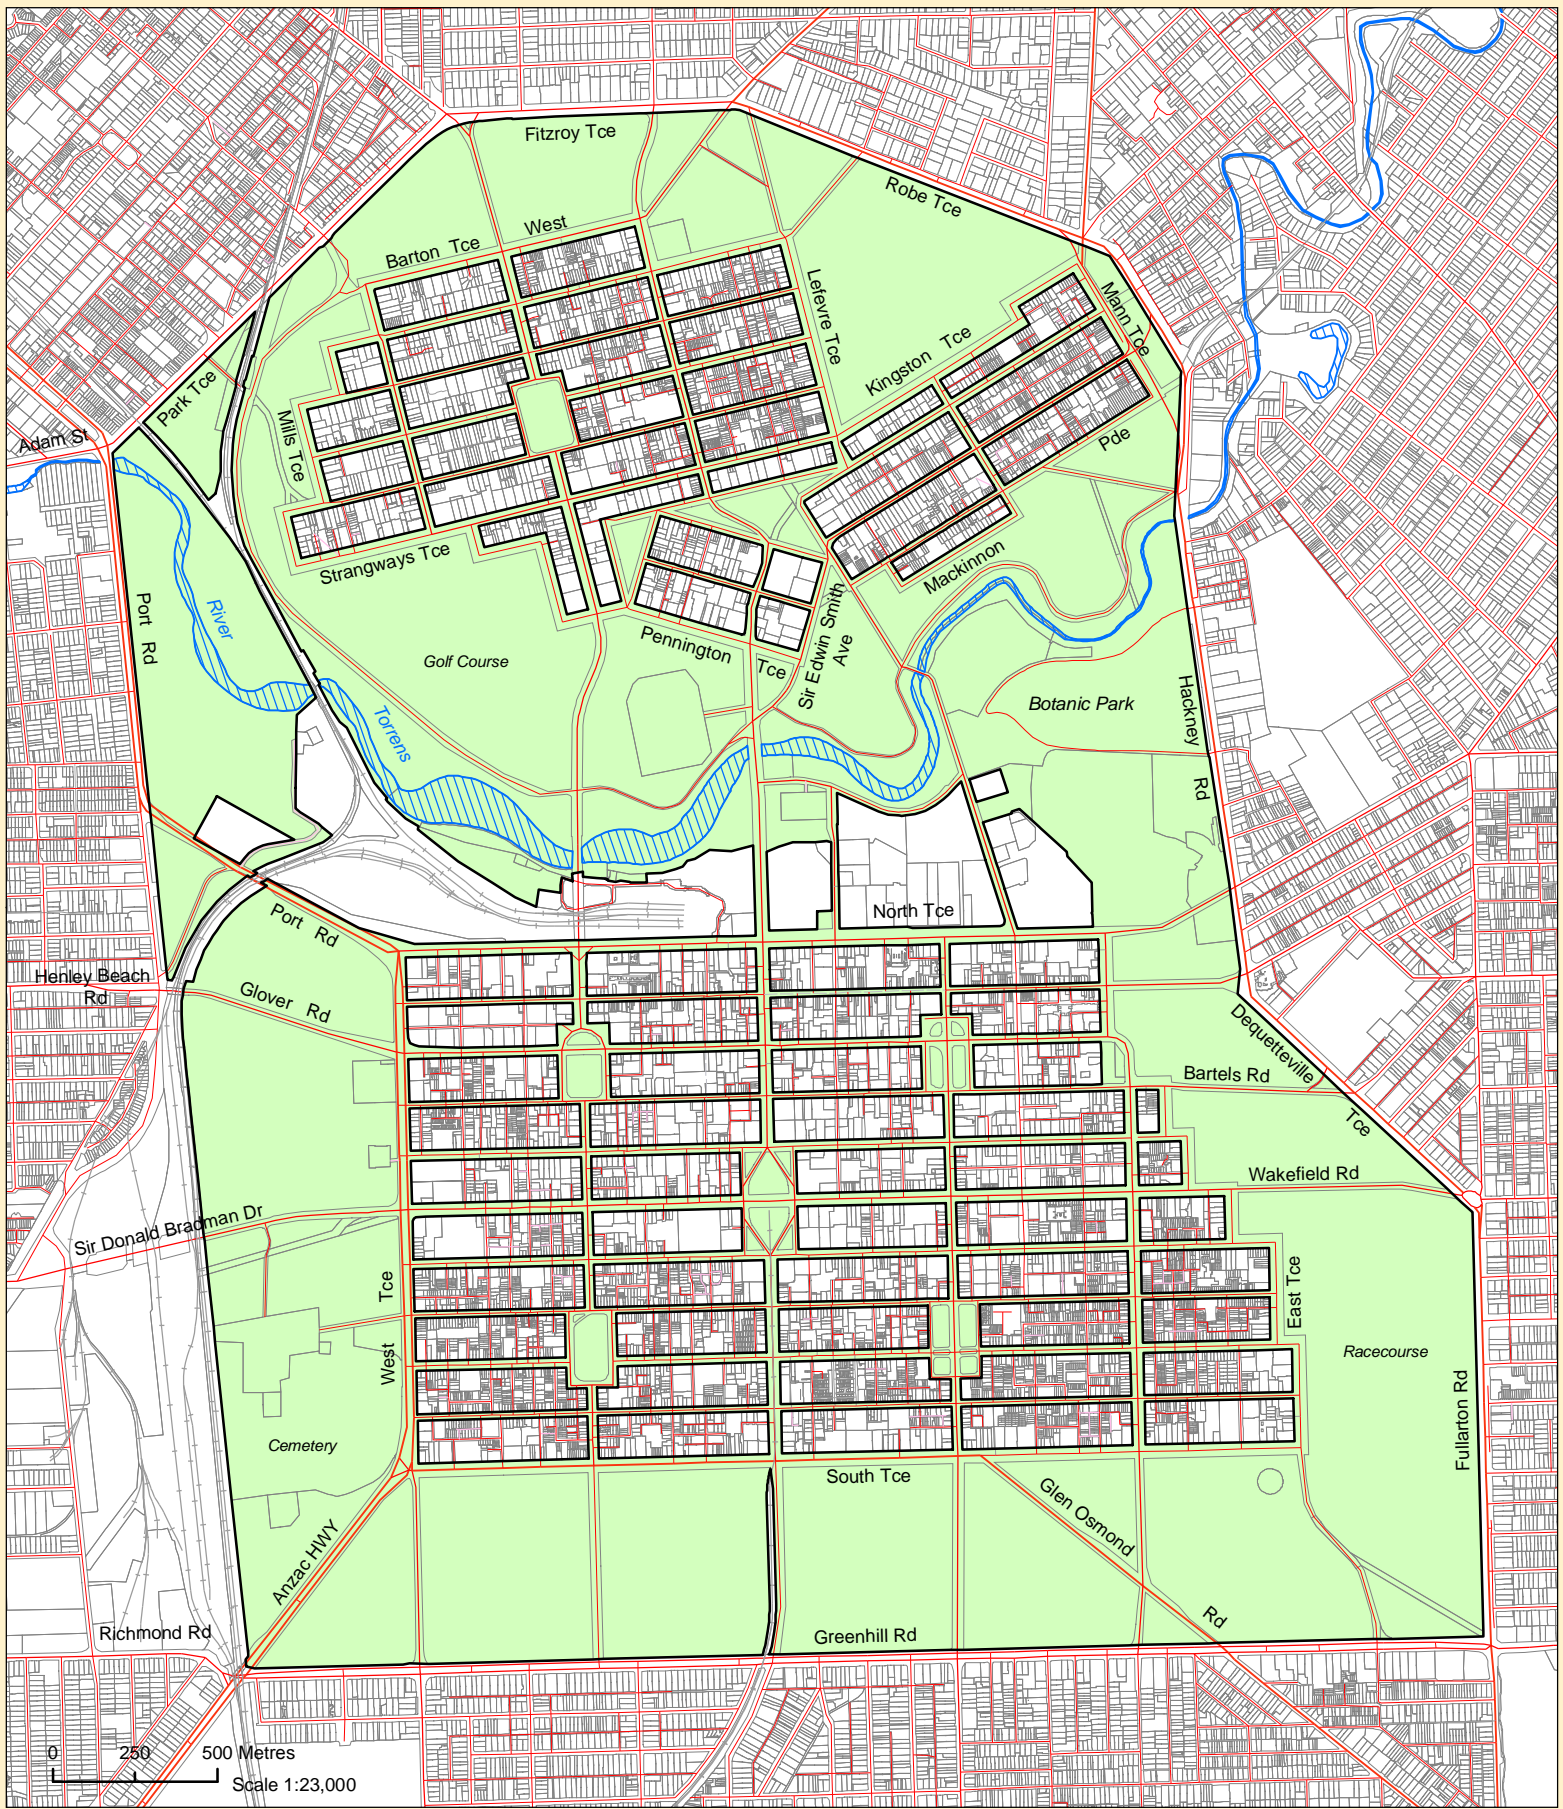 Fitzroy Tce
Robe Tce
West
Barton Tce
Lefevre Tce
Mann Tce
Kingston Tce
Park Tce
Mills Tce
Adam St
Pde
Strangways Tce
Mackinnon
Port Rd
River
Sir Edwin Smith
Ave
Pennington Tce
Golf Course
Torrens
Botanic Park
Hackney Rd
North Tce
Port Rd
Henley Beach
Rd
Glover Rd
Dequetteville Tce
Bartels Rd
Wakefield Rd
Sir Donald Bradman Dr
West Tce
East Tce
Racecourse
Fullarton Rd
Cemetery
South Tce
Glen Osmond Rd
Anzac HWY
Richmond Rd
Greenhill Rd
0 250 500 Metres
Scale 1:23,000